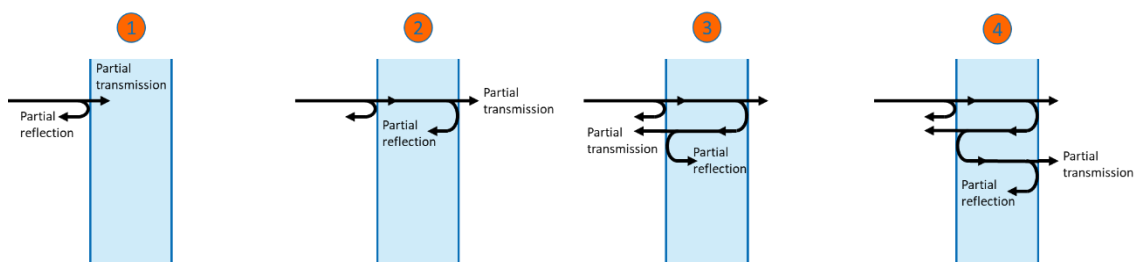 1
Partial
transmission
Partial
reflection
2
Partial
transmission
Partial
reflection
3
Partial
transmission
Partial
reflection
4
Partial
transmission
Partial
reflection